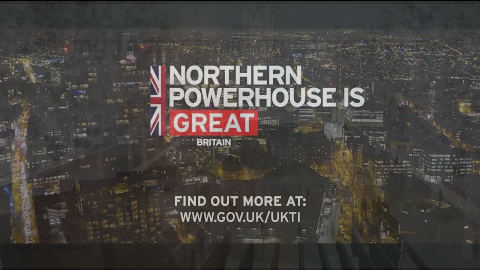 NORTHERN
POWERHOUSE IS
GREAT
BRITAIN
FIND OUT MORE AT:
WWW.GOV.UK/UKTI